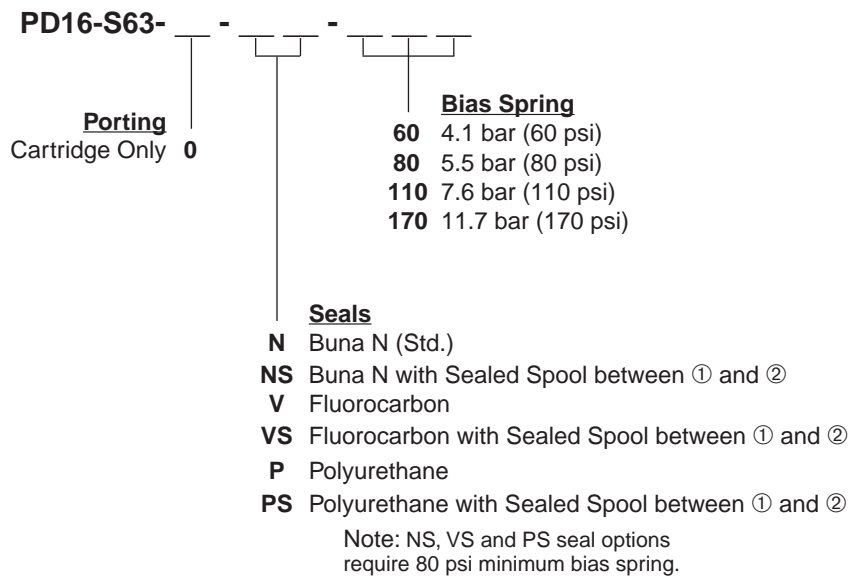 PD16-S63- __ - __ __ - __ __ __
Porting
Cartridge Only 0
Bias Spring
60 4.1 bar (60 psi)
80 5.5 bar (80 psi)
110 7.6 bar (110 psi)
170 11.7 bar (170 psi)
Seals
N Buna N (Std.)
NS Buna N with Sealed Spool between ① and ②
V Fluorocarbon
VS Fluorocarbon with Sealed Spool between ① and ②
P Polyurethane
PS Polyurethane with Sealed Spool between ① and ②
Note: NS, VS and PS seal options
require 80 psi minimum bias spring.